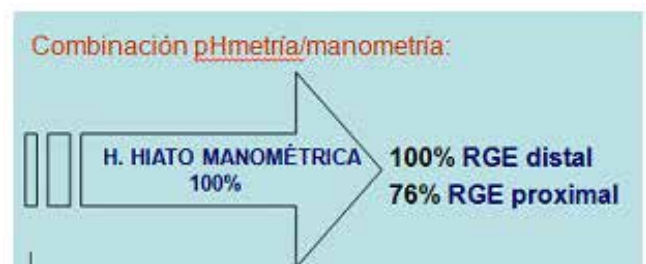 Combinación pHmetría/manometría:
H. HIATO MANOMÉTRICA
100%
100% RGE distal
76% RGE proximal